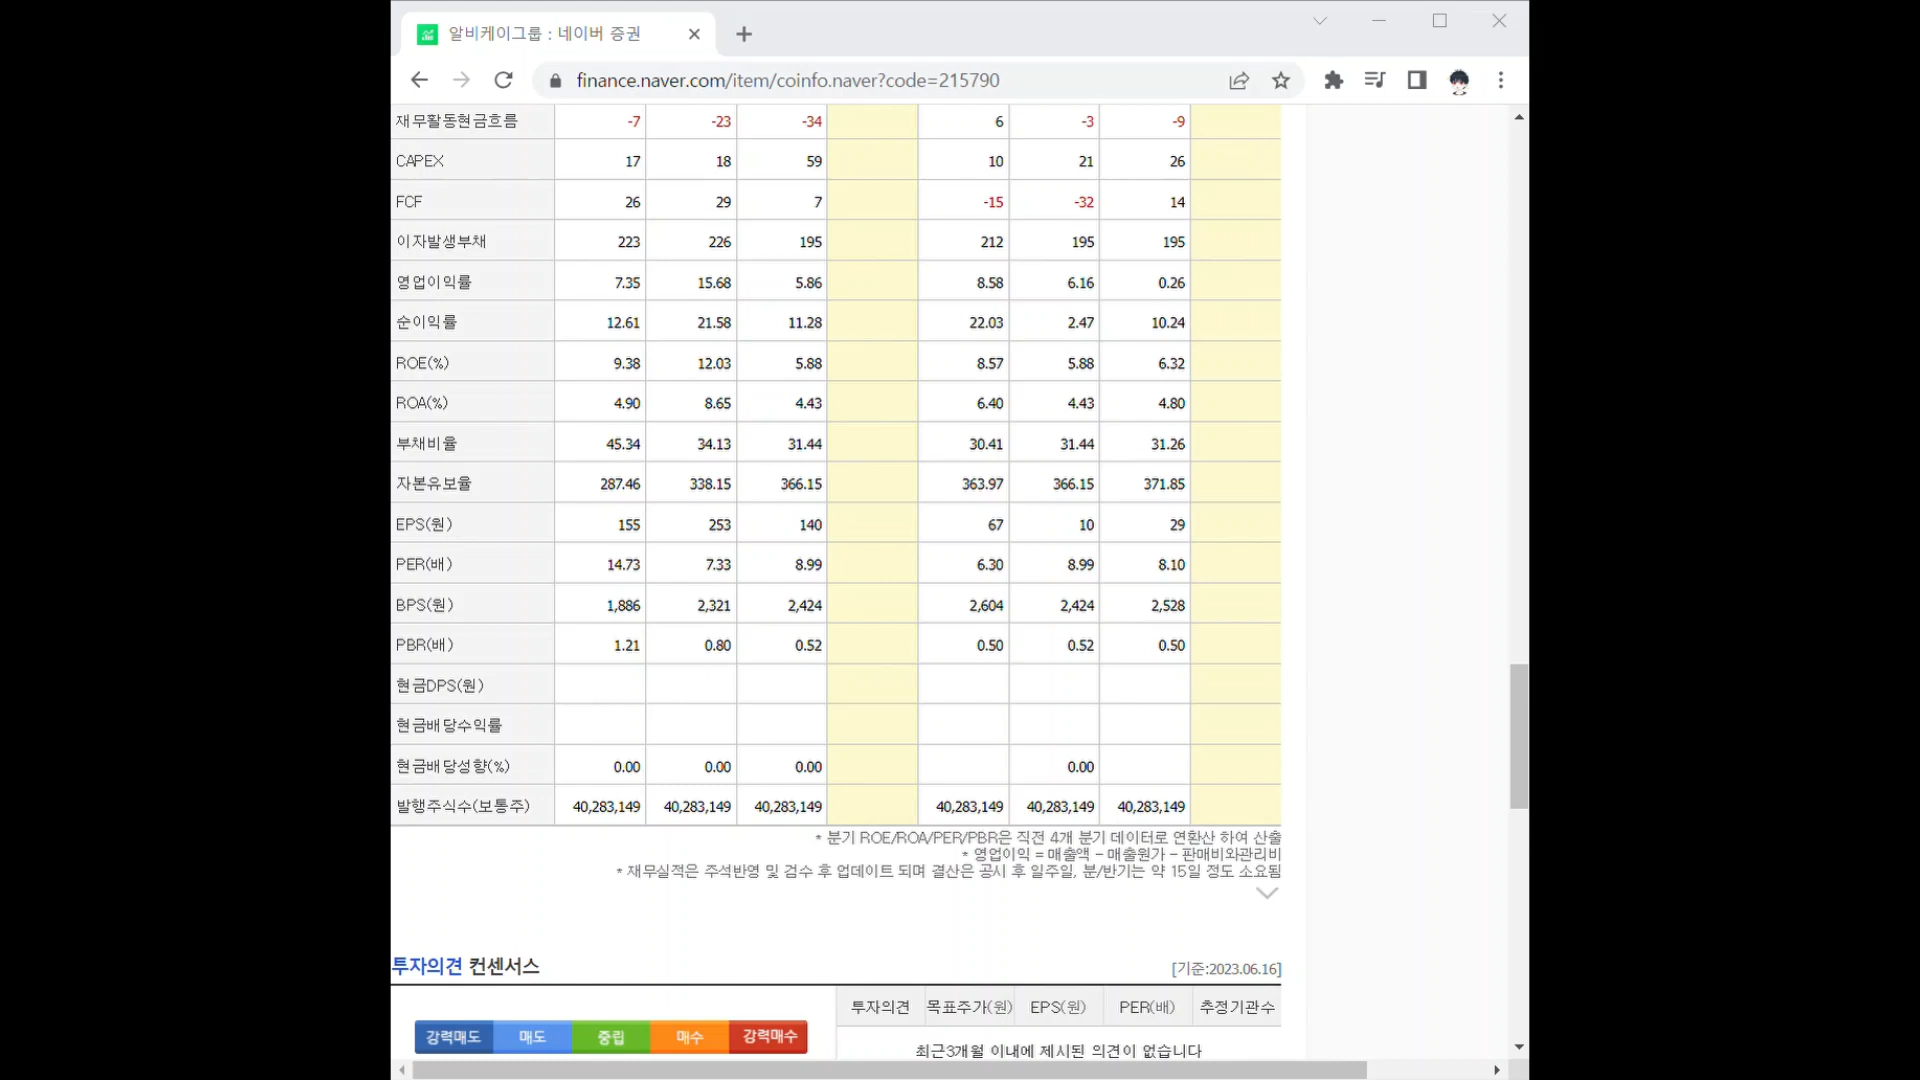 알비케이그룹 : 네이버 증권
finance.naver.com/item/coinfo.naver?code=215790
재무활동현금흐름 -7 -23 -34 6 -3 -9
CAPEX 17 18 59 10 21 26
FCF 26 29 7 -15 -32 14
이자발생부채 223 226 195 212 195 195
영업이익률 7.35 15.68 5.86 8.58 6.16 0.26
순이익률 12.61 21.58 11.28 22.03 2.47 10.24
ROE(%) 9.38 12.03 5.88 8.57 5.88 6.32
ROA(%) 4.90 8.65 4.43 6.40 4.43 4.80
부채비율 45.34 34.13 31.44 30.41 31.44 31.26
자본유보율 287.46 338.15 366.15 363.97 366.15 371.85
EPS(원) 155 253 140 67 10 29
PER(배) 14.73 7.33 8.99 6.30 8.99 8.10
BPS(원) 1,886 2,321 2,424 2,604 2,424 2,528
PBR(배) 1.21 0.80 0.52 0.50 0.52 0.50
현금DPS(원)
현금배당수익률
현금배당성향(%) 0.00 0.00 0.00 0.00
발행주식수(보통주) 40,283,149 40,283,149 40,283,149 40,283,149 40,283,149 40,283,149
* 분기 ROE/ROA/PER/PBR은 직전 4개 분기 데이터로 연환산 하여 산출
* 영업이익 = 매출액 - 매출원가 - 판매비와관리비
* 재무실적은 주석반영 및 검수 후 업데이트 되며 결산은 공시 후 일주일, 분/반기는 약 15일 정도 소요됨
투자의견 컨센서스 [기준:2023.06.16]
투자의견 목표주가(원) EPS(원) PER(배) 추정기관수
강력매도 매도 중립 매수 강력매수
최근3개월 이내에 제시된 의견이 없습니다